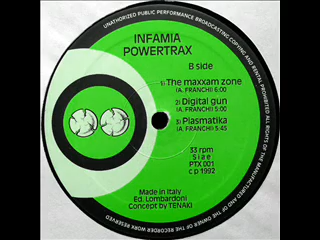 UNAUTHORIZED PUBLIC PERFORMANCE BROADCASTING COPYING AND RENTAL PROHIBITED ALL RIGHTS OF THE MANUFACTURER AND OF THE OWNER OF THE RECORDER WORK RESERVED
INFAMIA
POWERTRAX
B side
1) The maxxam zone
(A. FRANCHI) 6:00
2) Digital gun
(A. FRANCHI) 5:00
3) Plasmatika
(A. FRANCHI) 5:45
33 rpm
S i a e
PTX 001
c p 1992
Made in Italy
Ed. Lombardoni
Concept by TENAKI